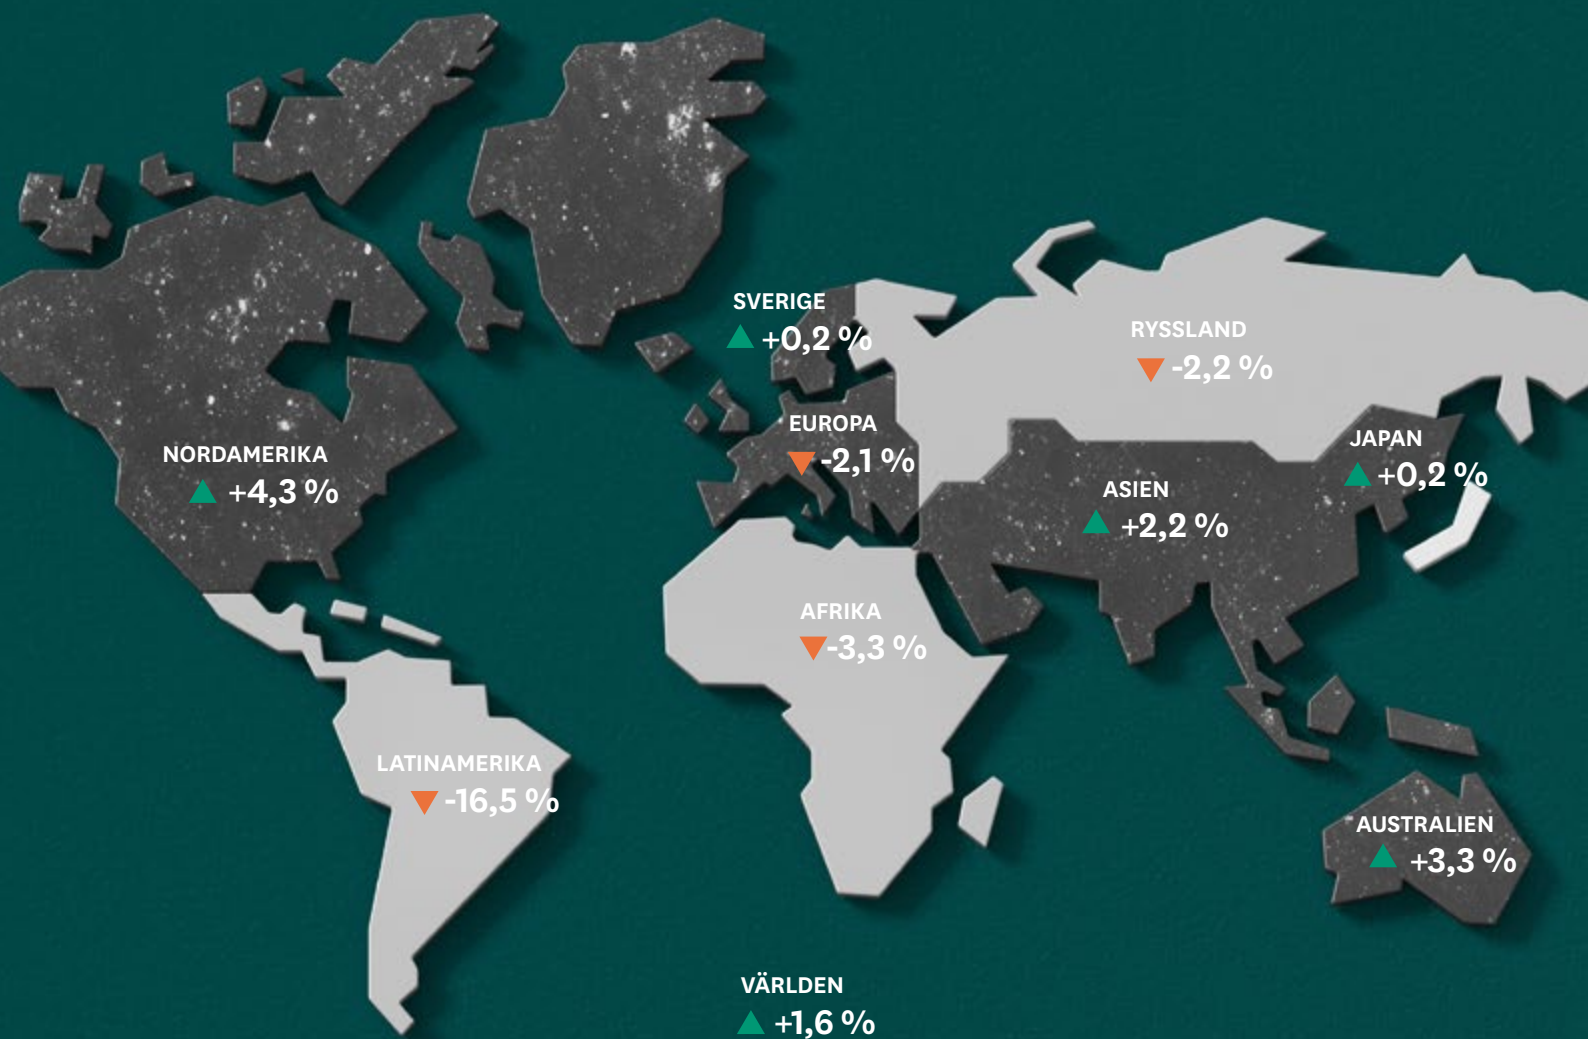 SVERIGE
+0,2 %
RYSSLAND
-2,2 %
EUROPA
-2,1 %
JAPAN
+0,2 %
NORDAMERIKA
+4,3 %
ASIEN
+2,2 %
AFRIKA
-3,3 %
LATINAMERIKA
-16,5 %
AUSTRALIEN
+3,3 %
VÄRLDEN
+1,6 %